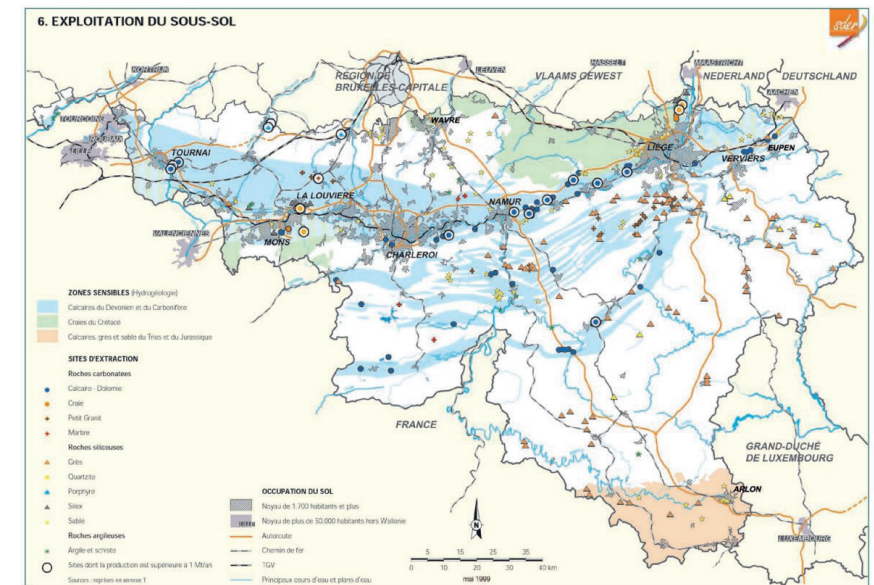 6. EXPLOITATION DU SOUS-SOL
sder
KORTRIJK
RÉGION DE
BRUXELLES-CAPITALE
LEUVEN
HASSELT
VLAAMS GEWEST
MAASTRICHT
NEDERLAND
DEUTSCHLAND
AACHEN
TOURCOING
ROUBAIX
LILLE
TOURNAI
WAVRE
LIÈGE
EUPEN
VERVIERS
LA LOUVIERE
NAMUR
VALENCIENNES
MONS
CHARLEROI
FRANCE
GRAND-DUCHÉ
DE LUXEMBOURG
ARLON
LUXEMBOURG
ZONES SENSIBLES (Hydrogéologie)
Calcaires du Dévonien et du Carbonifère
Craies du Crétacé
Calcaires, grès et sable du Trias et du Jurassique
SITES D'EXTRACTION
Roches carbonatées
Calcaire - Dolomie
Craie
Petit Granit
Marbre
Roches siliceuses
Grès
Quartzite
Porphyre
Silex
Sable
Roches argileuses
Argile et schiste
Sites dont la production est supérieure à 1 Mt/an
Sources : reprises en annexe 1
OCCUPATION DU SOL
Noyau de 1.700 habitants et plus
Noyau de plus de 50.000 habitants hors Wallonie
Autoroute
Chemin de fer
TGV
Principaux cours d'eau et plans d'eau
N
5 15 25 35
0 10 20 30 40 km
mai 1999